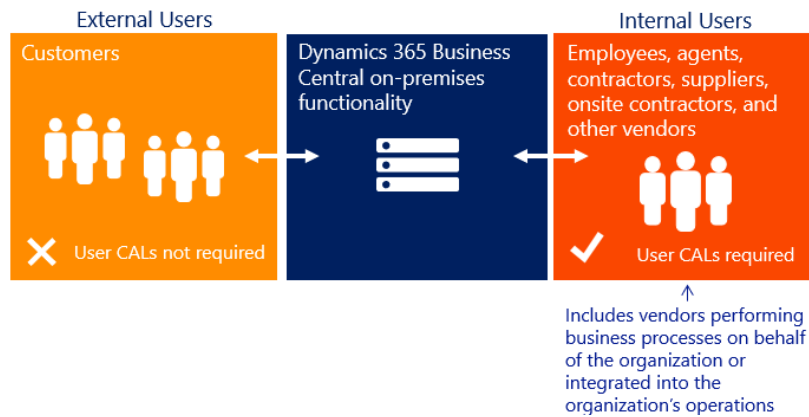 External Users
Internal Users
Customers
Dynamics 365 Business
Central on-premises
functionality
Employees, agents,
contractors, suppliers,
onsite contractors, and
other vendors
User CALs not required
User CALs required
Includes vendors performing
business processes on behalf
of the organization or
integrated into the
organization's operations